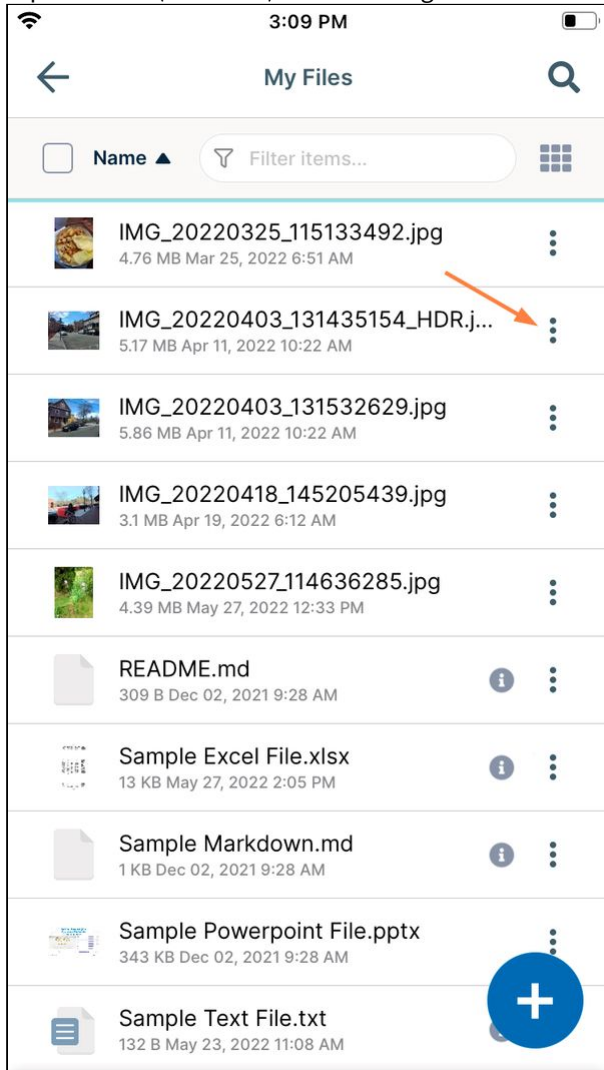 3:09 PM
My Files
Name ▲ Filter items...
IMG_20220325_115133492.jpg
4.76 MB Mar 25, 2022 6:51 AM
IMG_20220403_131435154_HDR.j...
5.17 MB Apr 11, 2022 10:22 AM
IMG_20220403_131532629.jpg
5.86 MB Apr 11, 2022 10:22 AM
IMG_20220418_145205439.jpg
3.1 MB Apr 19, 2022 6:12 AM
IMG_20220527_114636285.jpg
4.39 MB May 27, 2022 12:33 PM
README.md
309 B Dec 02, 2021 9:28 AM
Sample Excel File.xlsx
13 KB May 27, 2022 2:05 PM
Sample Markdown.md
1 KB Dec 02, 2021 9:28 AM
Sample Powerpoint File.pptx
343 KB Dec 02, 2021 9:28 AM
Sample Text File.txt
132 B May 23, 2022 11:08 AM